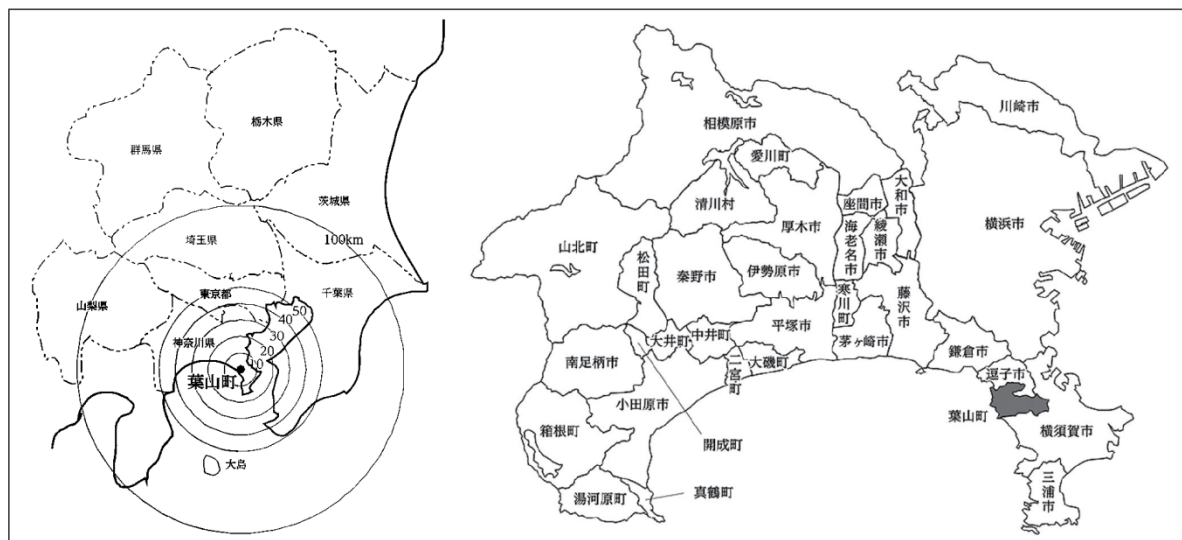 栃木県
群馬県
茨城県
100km
埼玉県
千葉県
山梨県
東京都
50
40
30
20
10
神奈川県
葉山町
大島
川崎市
相模原市
愛川町
大和市
座間市
清川村
横浜市
厚木市
綾瀬市
海老名市
山北町
松田町
秦野市
伊勢原市
寒川町
藤沢市
平塚市
中井町
大井町
茅ヶ崎市
南足柄市
大磯町
二宮町
鎌倉市
逗子市
小田原市
葉山町
箱根町
横須賀市
開成町
三浦市
湯河原町
真鶴町